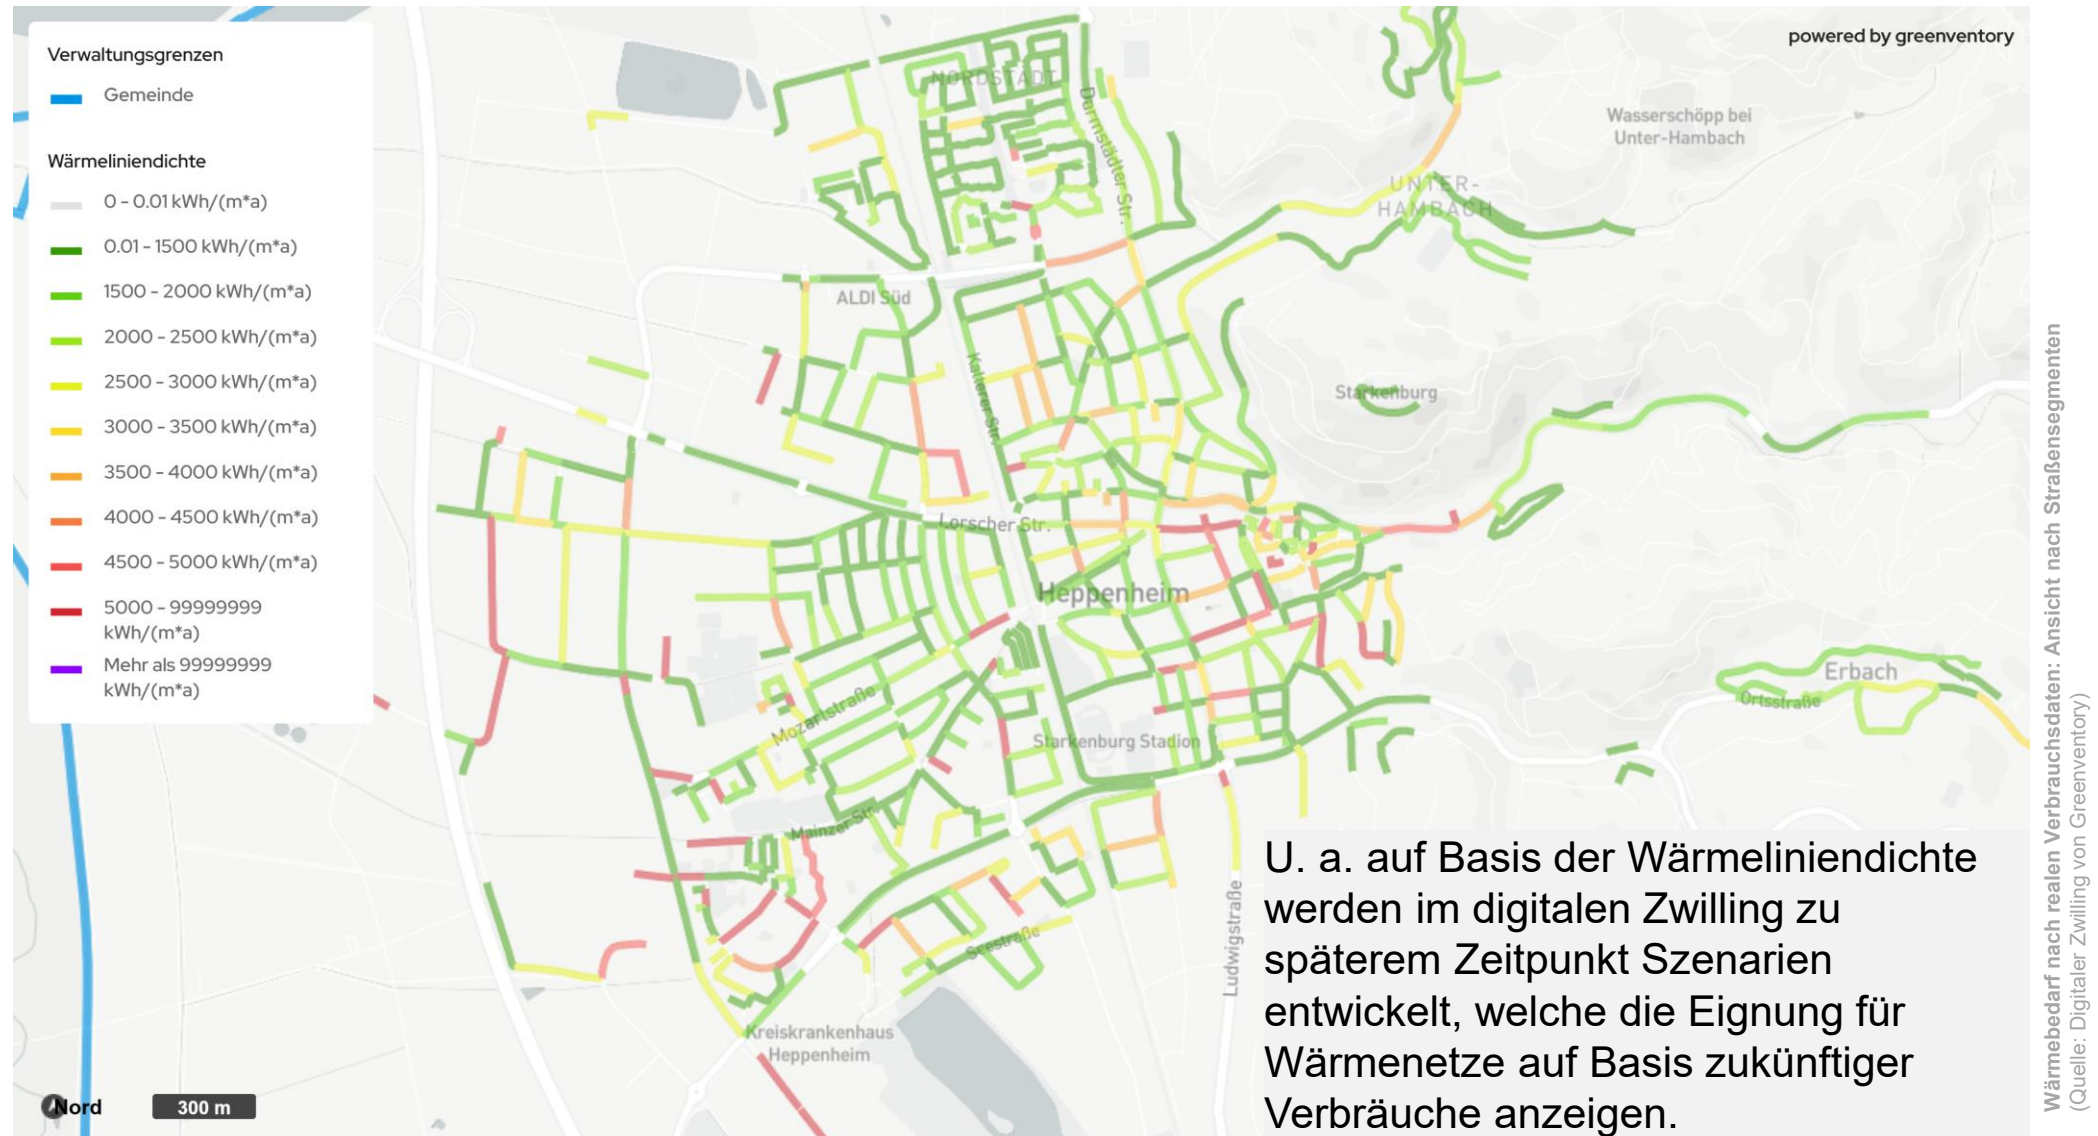 Verwaltungsgrenzen
Gemeinde
Wärmeliniendichte
0 - 0.01 kWh/(m*a)
0.01 - 1500 kWh/(m*a)
1500 - 2000 kWh/(m*a)
2000 - 2500 kWh/(m*a)
2500 - 3000 kWh/(m*a)
3000 - 3500 kWh/(m*a)
3500 - 4000 kWh/(m*a)
4000 - 4500 kWh/(m*a)
4500 - 5000 kWh/(m*a)
5000 - 99999999
kWh/(m*a)
Mehr als 99999999
kWh/(m*a)
powered by greenventory
NORDSTADT
Darmstädter Str.
Wasserschöpp bei
Unter-Hambach
UNTER-
HAMBACH
ALDI Süd
Kalterer Str.
Starkenburg
Lorscher Str.
Heppenheim
Erbach
Ortsstraße
Mozartstraße
Starkenburg Stadion
Mainzer Str.
Ludwigstraße
Seestraße
Kreiskrankenhaus
Heppenheim
Nord
300 m
U. a. auf Basis der Wärmeliniendichte
werden im digitalen Zwilling zu
späterem Zeitpunkt Szenarien
entwickelt, welche die Eignung für
Wärmenetze auf Basis zukünftiger
Verbräuche anzeigen.
Wärmebedarf nach realen Verbrauchsdaten: Ansicht nach Straßensegmenten
(Quelle: Digitaler Zwilling von Greenventory)